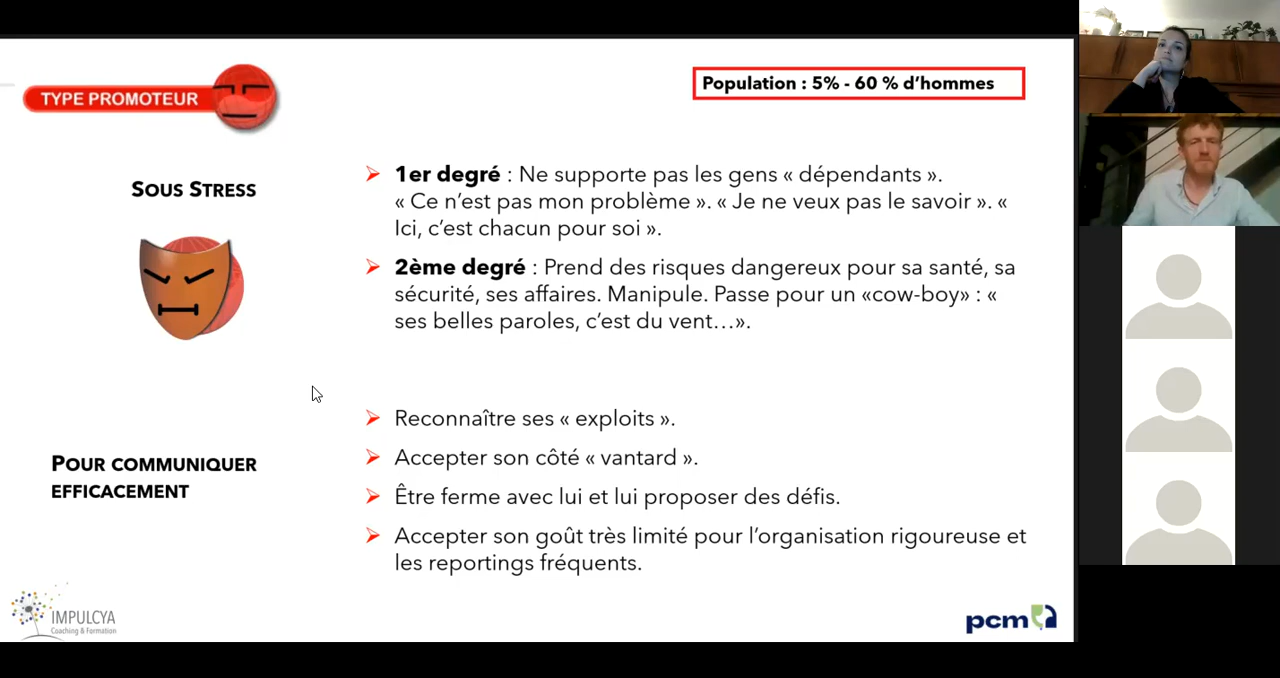 TYPE PROMOTEUR
Population : 5% - 60 % d’hommes
SOUS STRESS
1er degré : Ne supporte pas les gens « dépendants ».
« Ce n’est pas mon problème ». « Je ne veux pas le savoir ». «
Ici, c’est chacun pour soi ».
2ème degré : Prend des risques dangereux pour sa santé, sa
sécurité, ses affaires. Manipule. Passe pour un «cow-boy» : «
ses belles paroles, c’est du vent…».
POUR COMMUNIQUER
EFFICACEMENT
Reconnaître ses « exploits ».
Accepter son côté « vantard ».
Être ferme avec lui et lui proposer des défis.
Accepter son goût très limité pour l’organisation rigoureuse et
les reportings fréquents.
IMPULCYA
Coaching & Formation
pcm